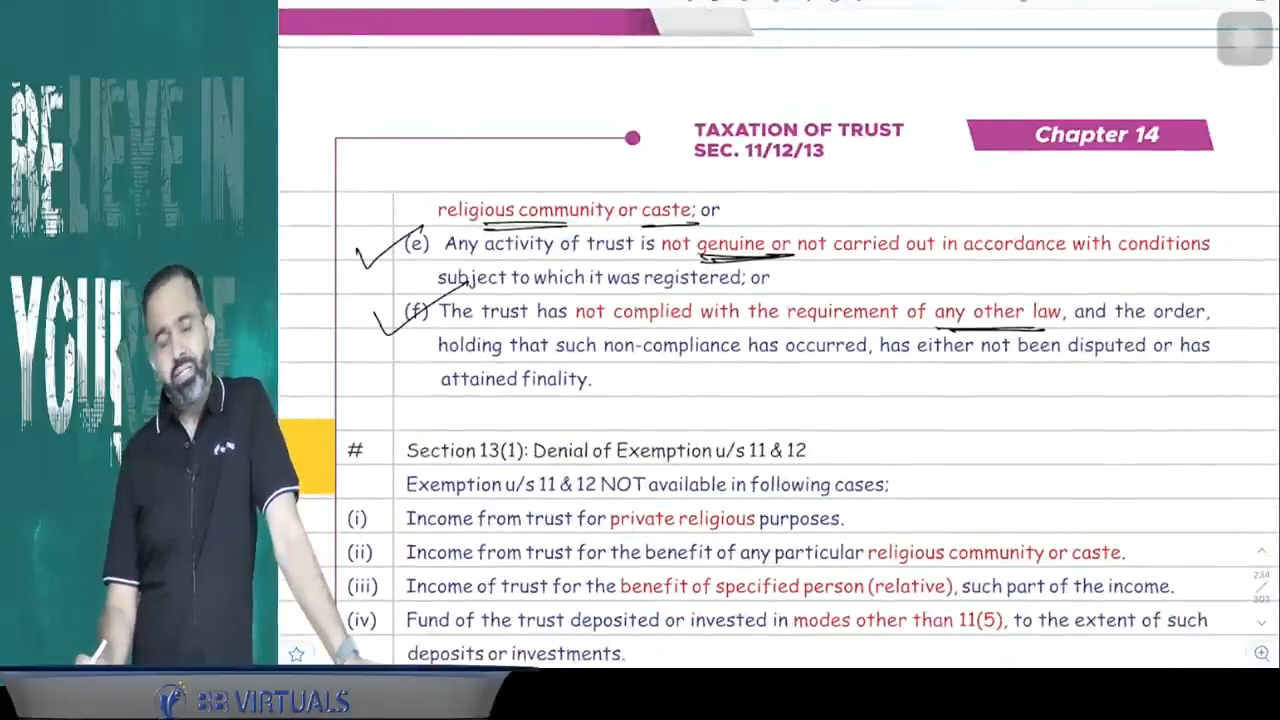 BELIEVE IN
YOU
TAXATION OF TRUST
SEC. 11/12/13
Chapter 14
religious community or caste; or
(e) Any activity of trust is not genuine or not carried out in accordance with conditions
subject to which it was registered; or
(f) The trust has not complied with the requirement of any other law, and the order,
holding that such non-compliance has occurred, has either not been disputed or has
attained finality.
# Section 13(1): Denial of Exemption u/s 11 & 12
Exemption u/s 11 & 12 NOT available in following cases;
(i) Income from trust for private religious purposes.
(ii) Income from trust for the benefit of any particular religious community or caste.
(iii) Income of trust for the benefit of specified person (relative), such part of the income.
(iv) Fund of the trust deposited or invested in modes other than 11(5), to the extent of such
deposits or investments.
234
303
BB VIRTUALS